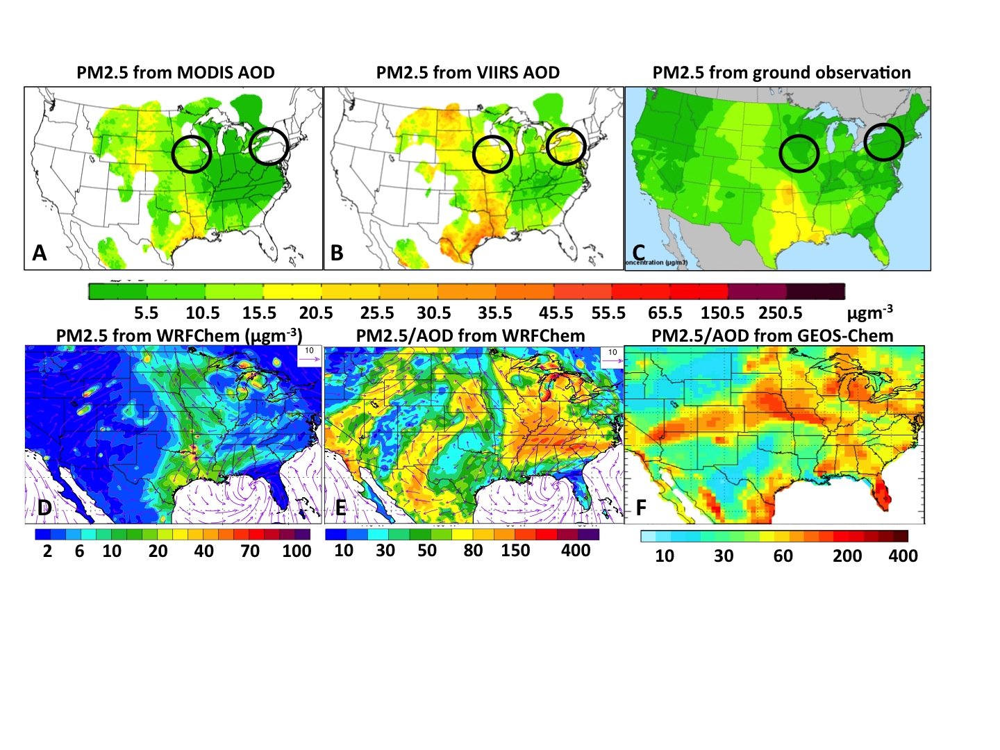 PM2.5 from MODIS AOD
PM2.5 from VIIRS AOD
PM2.5 from ground observation
A
B
C
oncentration (µg/m3)
5.5 10.5 15.5 20.5 25.5 30.5 35.5 45.5 55.5 65.5 150.5 250.5 µgm-3
PM2.5 from WRFChem (µgm-3)
PM2.5/AOD from WRFChem
PM2.5/AOD from GEOS-Chem
10
10
D
E
F
2 6 10 20 40 70 100
10 30 50 80 150 400
10 30 60 200 400